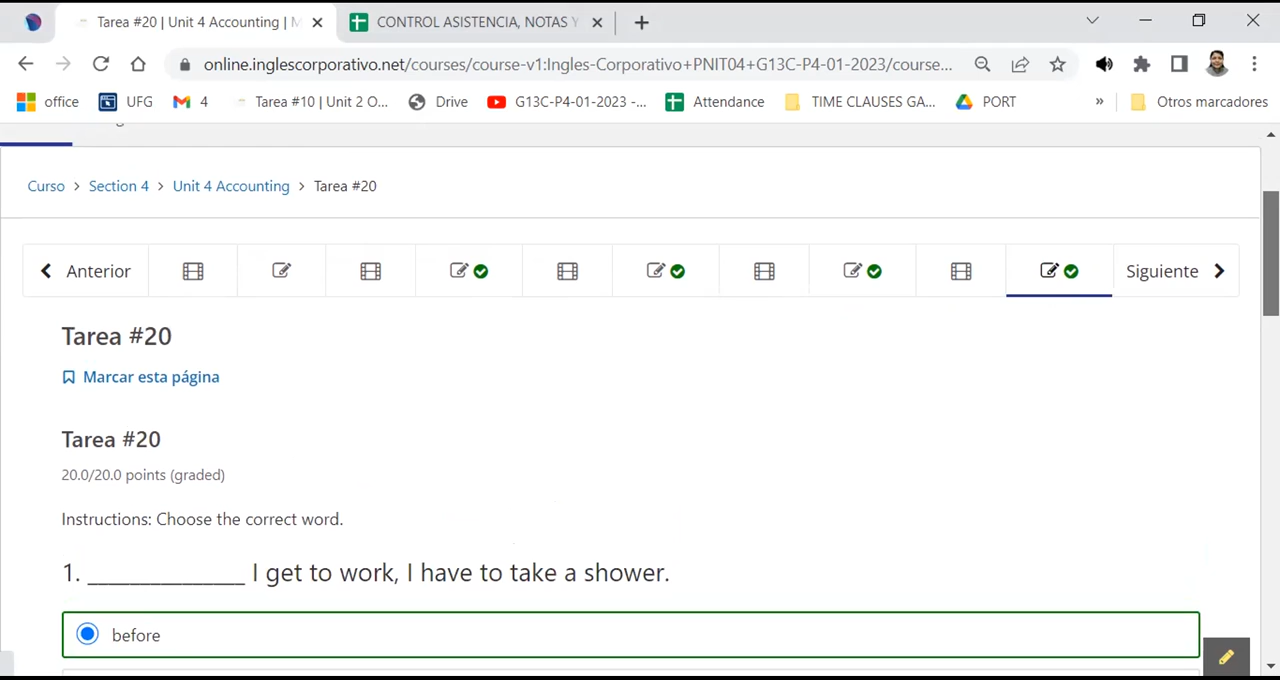 Tarea #20 | Unit 4 Accounting | M
CONTROL ASISTENCIA, NOTAS Y
online.inglescorporativo.net/courses/course-v1:Ingles-Corporativo+PNIT04+G13C-P4-01-2023/course...
office
UFG
4
Tarea #10 | Unit 2 O...
Drive
G13C-P4-01-2023 -...
Attendance
TIME CLAUSES GA...
PORT
»
Otros marcadores
Curso > Section 4 > Unit 4 Accounting > Tarea #20
Anterior
Siguiente
Tarea #20
Marcar esta página
Tarea #20
20.0/20.0 points (graded)
Instructions: Choose the correct word.
1. ______________ I get to work, I have to take a shower.
before